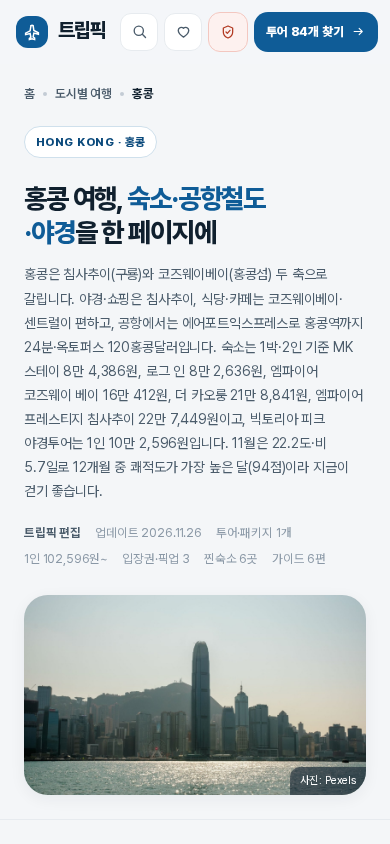 트립픽
투어 84개 찾기 →
홈 • 도시별 여행 • 홍콩
HONG KONG · 홍콩
홍콩 여행, 숙소·공항철도
·야경을 한 페이지에
홍콩은 침사추이(구룡)와 코즈웨이베이(홍콩섬) 두 축으로
갈립니다. 야경·쇼핑은 침사추이, 식당·카페는 코즈웨이베이·
센트럴이 편하고, 공항에서는 에어포트익스프레스로 홍콩역까지
24분·옥토퍼스 120홍콩달러입니다. 숙소는 1박·2인 기준 MK
스테이 8만 4,386원, 로그 인 8만 2,636원, 엠파이어
코즈웨이 베이 16만 412원, 더 카오룽 21만 8,841원, 엠파이어
프레스티지 침사추이 22만 7,449원이고, 빅토리아 피크
야경투어는 1인 10만 2,596원입니다. 11월은 22.2도·비
5.7일로 12개월 중 쾌적도가 가장 높은 달(94점)이라 지금이
걷기 좋습니다.
트립픽 편집 업데이트 2026.11.26 투어·패키지 1개
1인 102,596원~ 입장권·픽업 3 찐숙소 6곳 가이드 6편
사진: Pexels